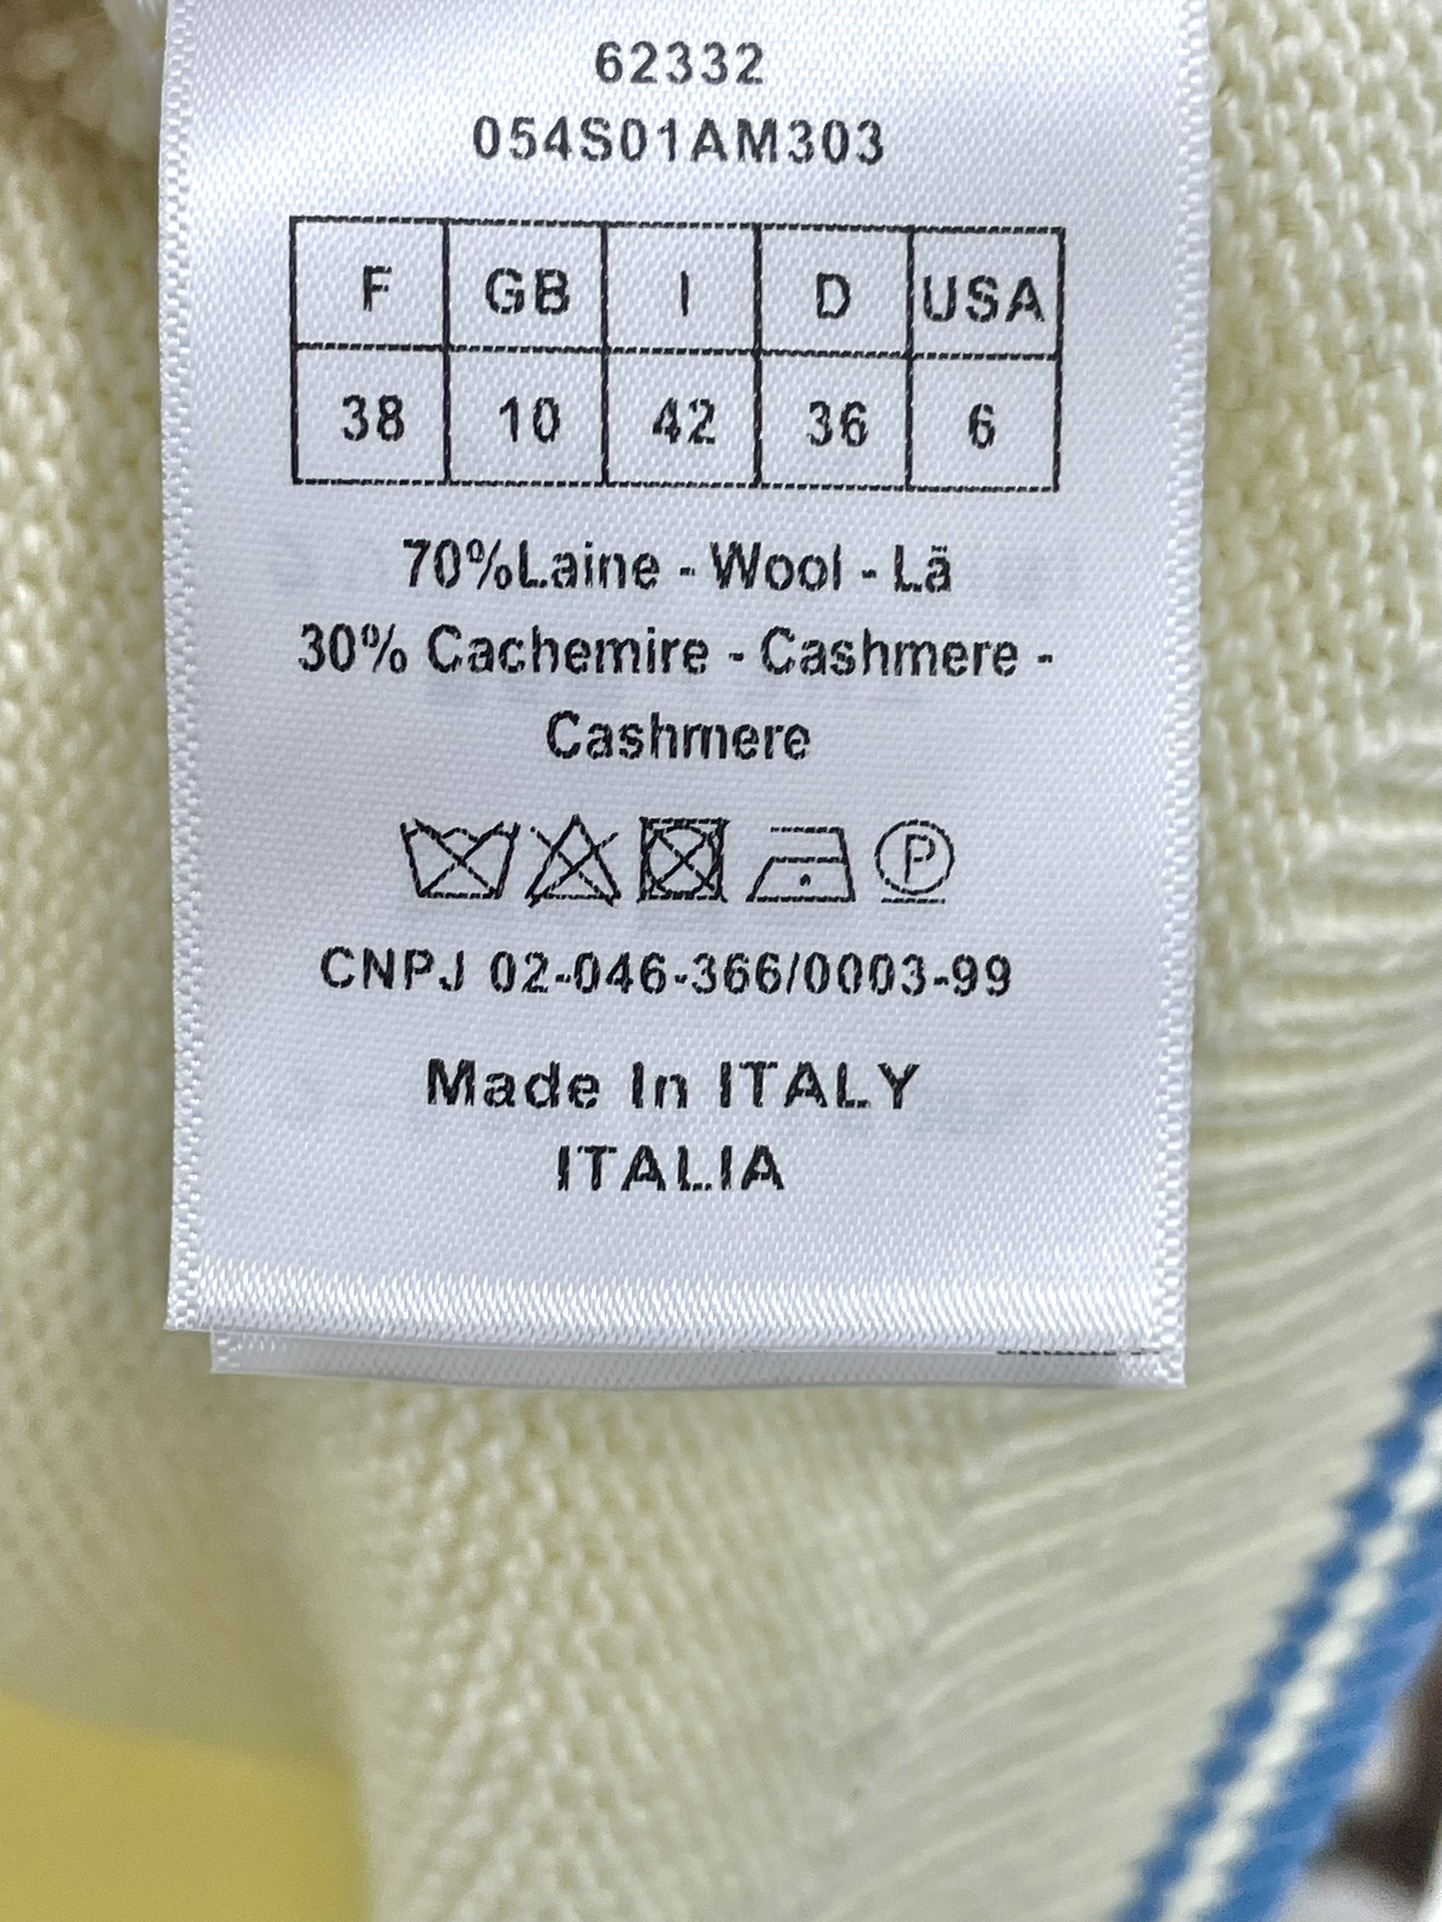 62332
054S01AM303
F GB I D USA
38 10 42 36 6
70%Laine - Wool - Lã
30% Cachemire - Cashmere -
Cashmere
P
CNPJ 02-046-366/0003-99
Made In ITALY
ITALIA